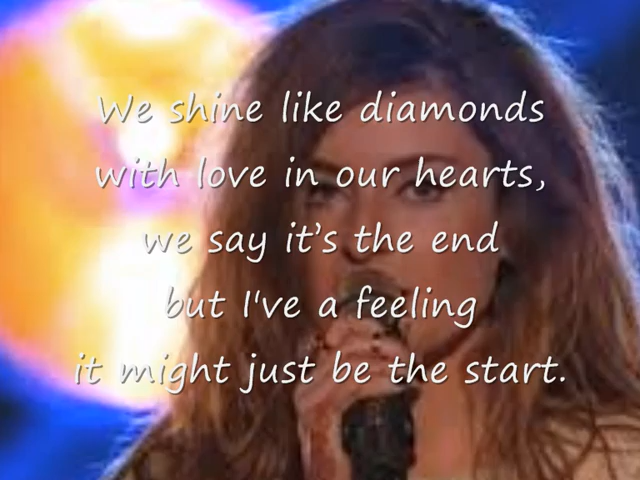 We shine like diamonds
with love in our hearts,
we say it’s the end
but I've a feeling
it might just be the start.